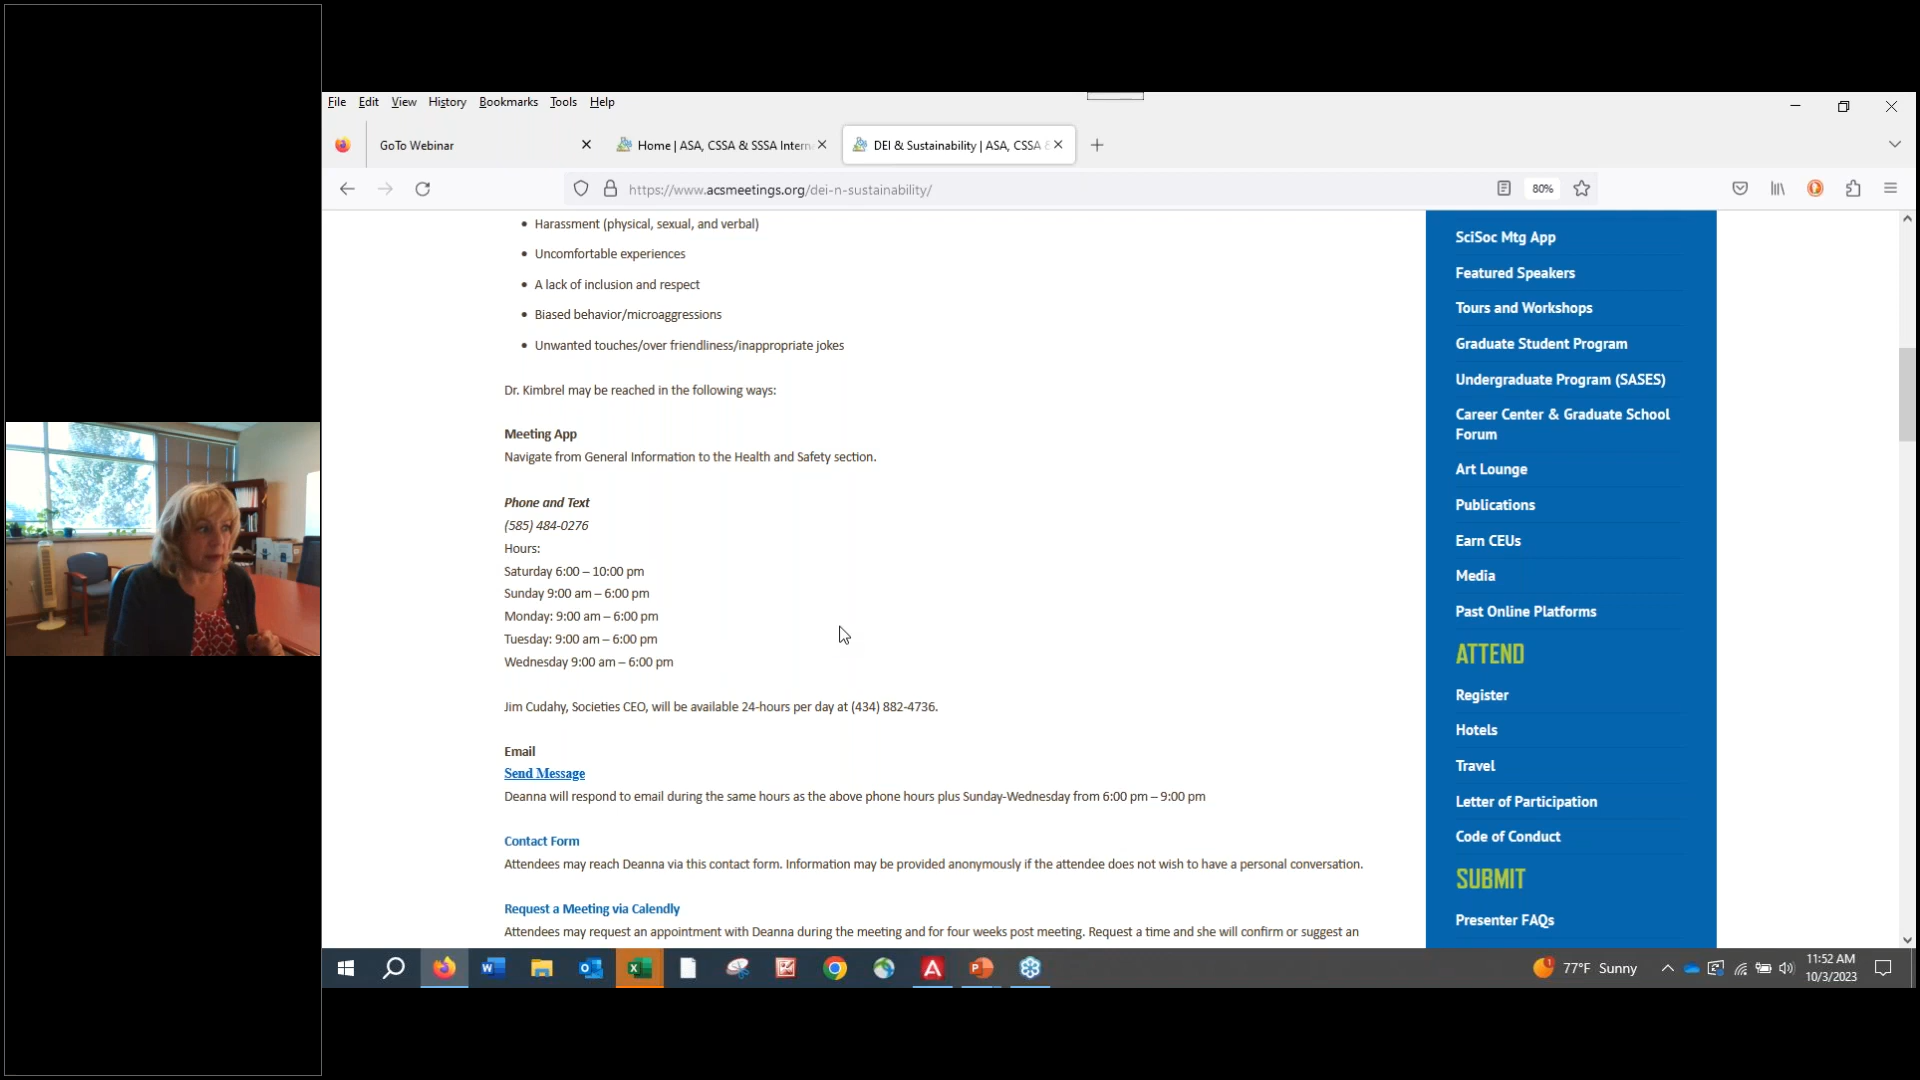 File Edit View History Bookmarks Tools Help
GoTo Webinar
Home | ASA, CSSA & SSSA Intern
DEI & Sustainability | ASA, CSSA &
https://www.acsmeetings.org/dei-n-sustainability/
80%
Harassment (physical, sexual, and verbal)
Uncomfortable experiences
A lack of inclusion and respect
Biased behavior/microaggressions
Unwanted touches/over friendliness/inappropriate jokes
Dr. Kimbrel may be reached in the following ways:
Meeting App
Navigate from General Information to the Health and Safety section.
Phone and Text
(585) 484-0276
Hours:
Saturday 6:00 – 10:00 pm
Sunday 9:00 am – 6:00 pm
Monday: 9:00 am – 6:00 pm
Tuesday: 9:00 am – 6:00 pm
Wednesday 9:00 am – 6:00 pm
Jim Cudahy, Societies CEO, will be available 24-hours per day at (434) 882-4736.
Email
Send Message
Deanna will respond to email during the same hours as the above phone hours plus Sunday-Wednesday from 6:00 pm – 9:00 pm
Contact Form
Attendees may reach Deanna via this contact form. Information may be provided anonymously if the attendee does not wish to have a personal conversation.
Request a Meeting via Calendly
Attendees may request an appointment with Deanna during the meeting and for four weeks post meeting. Request a time and she will confirm or suggest an
SciSoc Mtg App
Featured Speakers
Tours and Workshops
Graduate Student Program
Undergraduate Program (SASES)
Career Center & Graduate School
Forum
Art Lounge
Publications
Earn CEUs
Media
Past Online Platforms
ATTEND
Register
Hotels
Travel
Letter of Participation
Code of Conduct
SUBMIT
Presenter FAQs
77°F Sunny
11:52 AM
10/3/2023